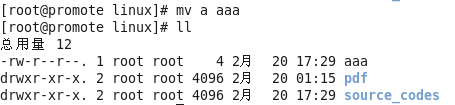 [root@promote linux]# mv a aaa
[root@promote linux]# ll
总用量 12
-rw-r--r--. 1 root root    4 2月  20 17:29 aaa
drwxr-xr-x. 2 root root 4096 2月  20 01:15 pdf
drwxr-xr-x. 2 root root 4096 2月  20 17:29 source_codes